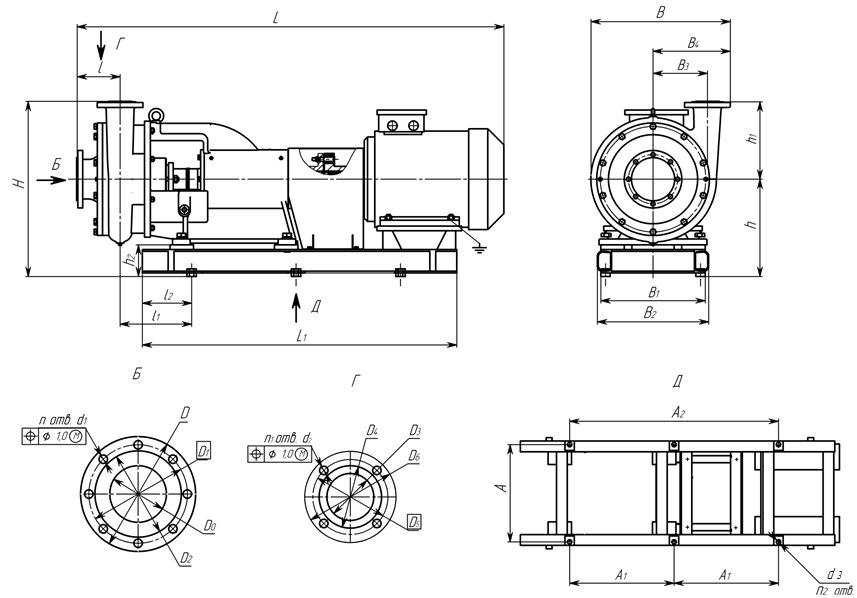 L
B
Г
l
B₄
B₃
H
Б
h₁
h
h₂
l₂
l₁
L₁
Д
B₁
B₂
Б
Г
Д
n отв. d₁
⌀ 1,0 Ⓜ
D
D₁
D₀
D₂
n₁ отв. d₂
⌀ 1,0 Ⓜ
D₄
D₃
D₆
D₅
A₂
A
A₁
A₁
d₃
n₂ отв.